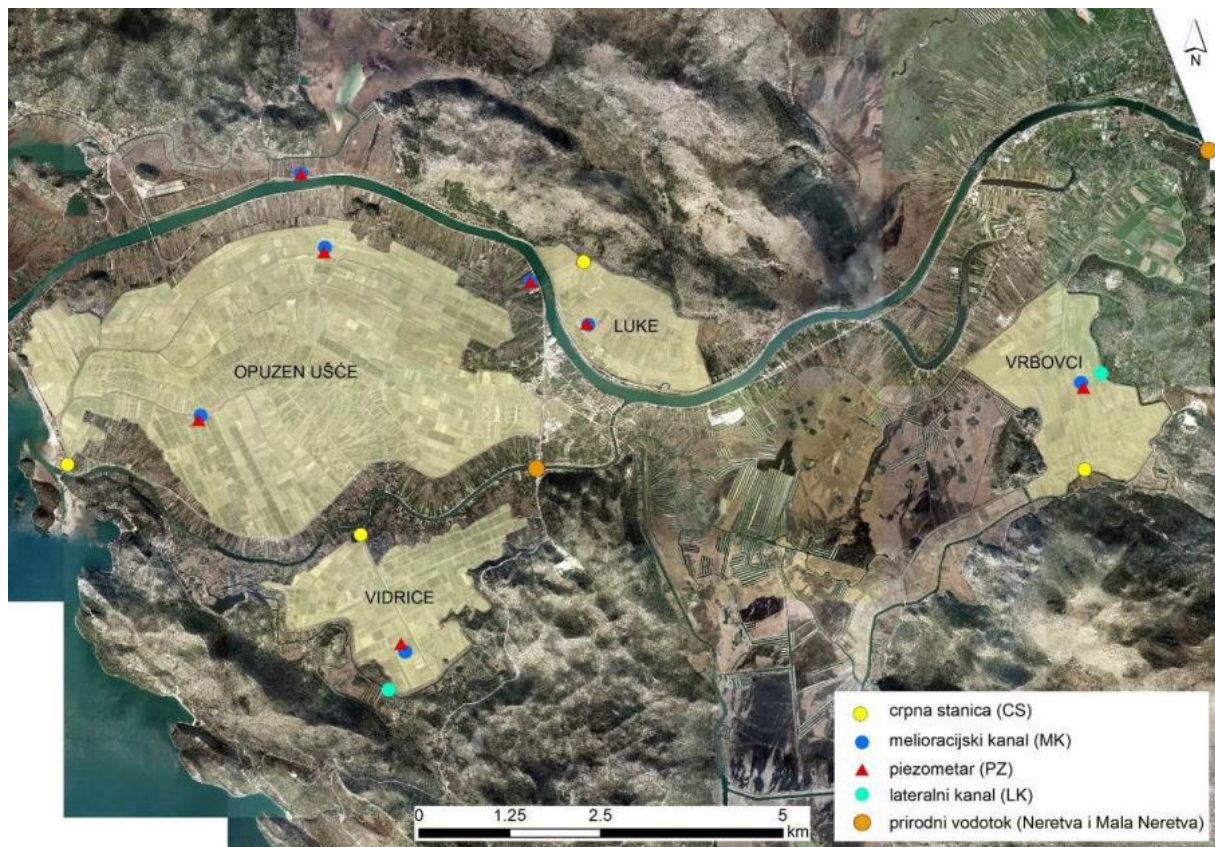 N
LUKE
VRBOVCI
OPUZEN UŠĆE
VIDRICE
crpna stanica (CS)
melioracijski kanal (MK)
piezometar (PZ)
lateralni kanal (LK)
prirodni vodotok (Neretva i Mala Neretva)
0 1.25 2.5 5
km